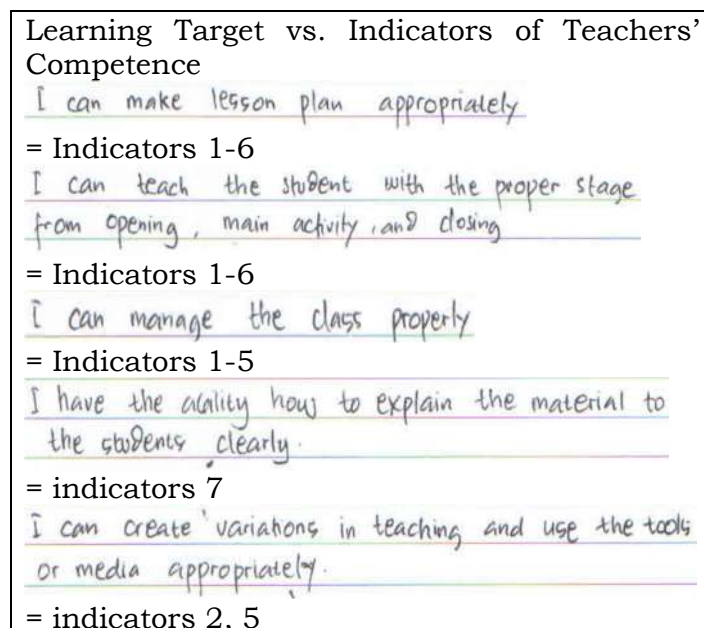 Learning Target vs. Indicators of Teachers'
Competence
I can make lesson plan appropriately
= Indicators 1-6
I can teach the student with the proper stage
from opening, main activity, and closing
= Indicators 1-6
I can manage the class properly
= Indicators 1-5
I have the ability how to explain the material to
the students clearly.
= indicators 7
I can create variations in teaching and use the tools
or media appropriately.
= indicators 2, 5